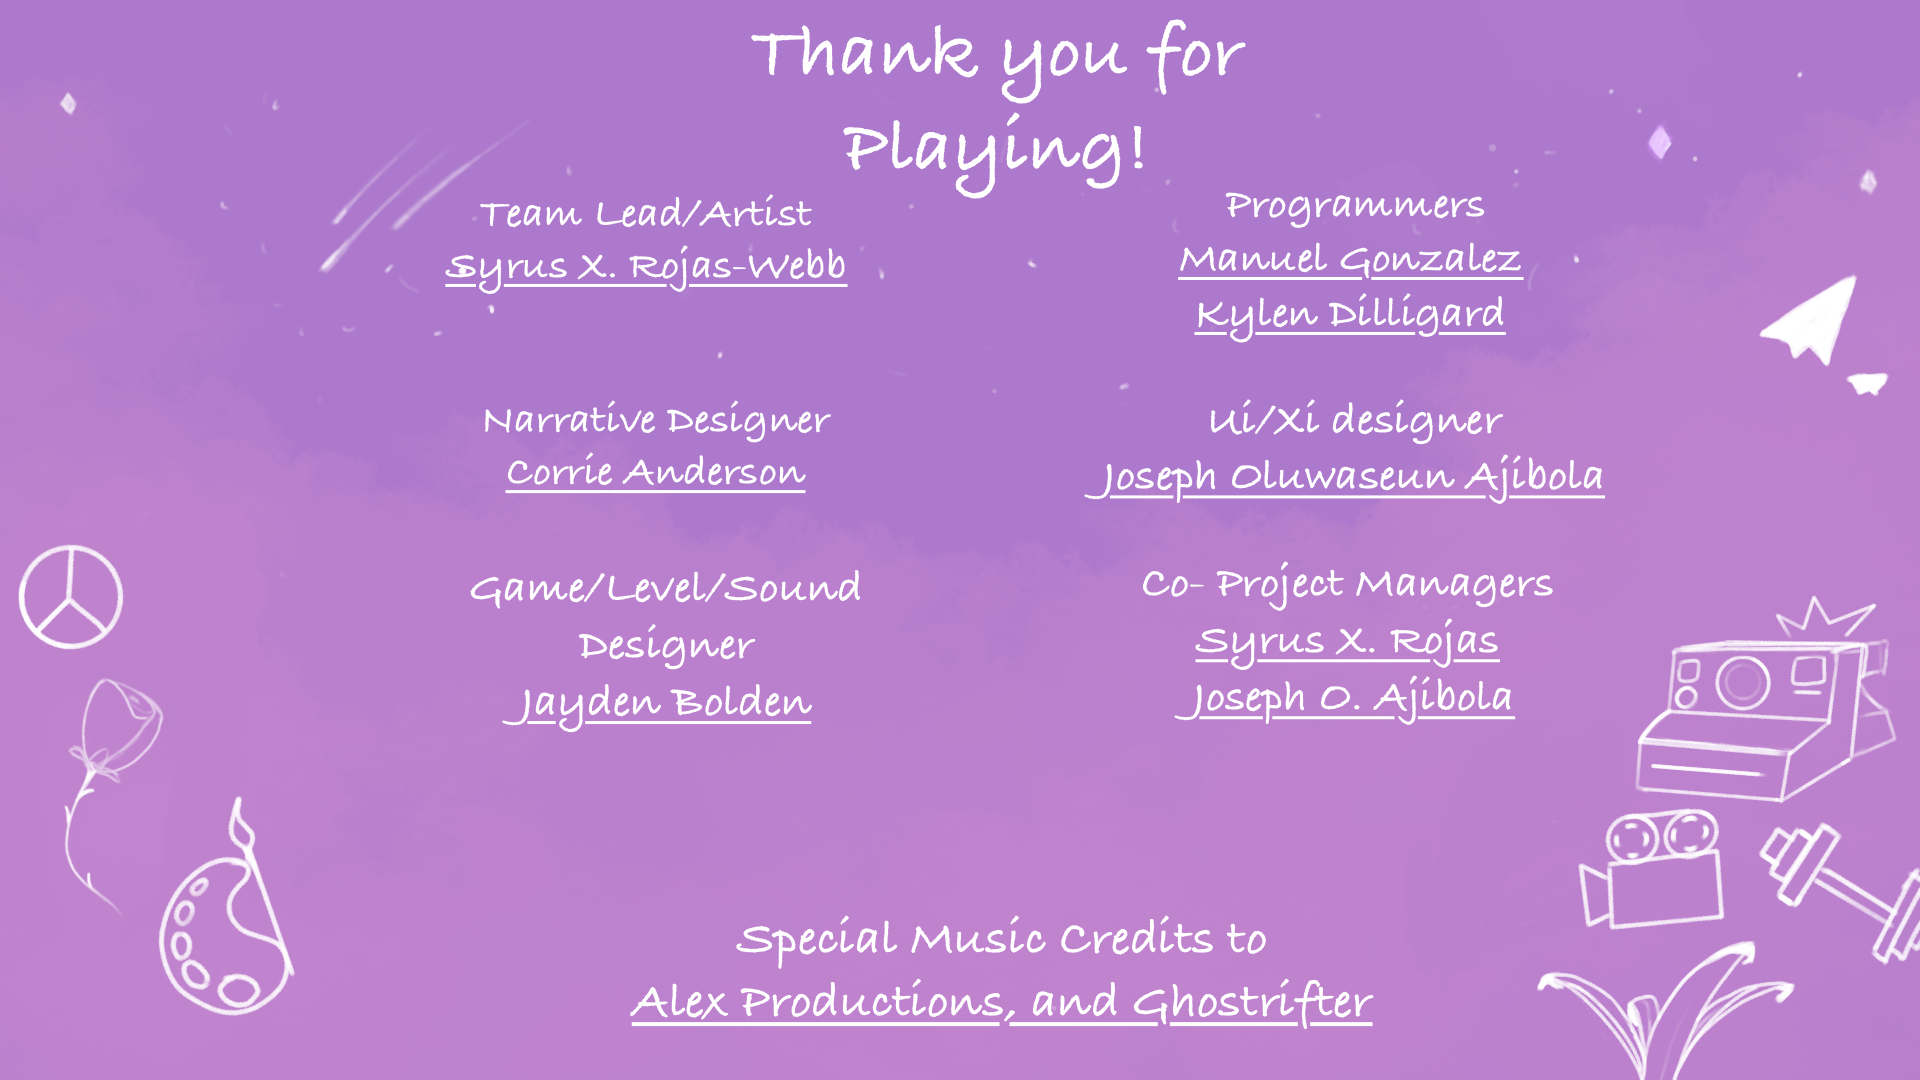 Thank you for
Playing!
Team Lead/Artist
Syrus X. Rojas-Webb
Programmers
Manuel Gonzalez
Kylen Dilligard
Narrative Designer
Corrie Anderson
Ui/Xi designer
Joseph Oluwaseun Ajibola
Game/Level/Sound
Designer
Jayden Bolden
Co- Project Managers
Syrus X. Rojas
Joseph O. Ajibola
Special Music Credits to
Alex Productions, and Ghostrifter